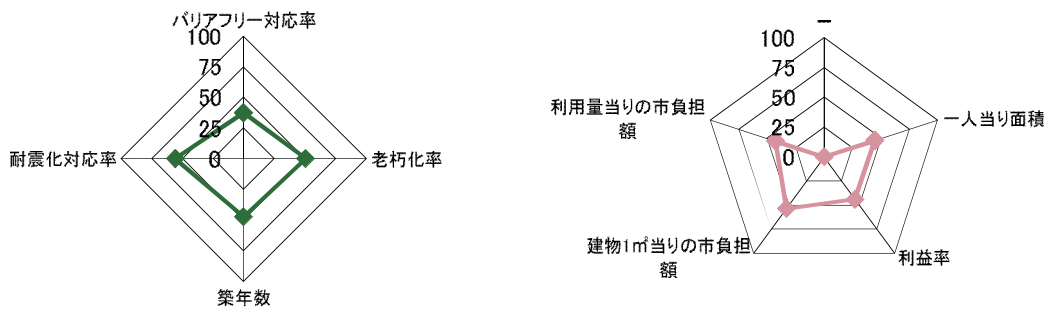 バリアフリー対応率
100
75
50
25
0
耐震化対応率
老朽化率
築年数
ー
100
75
50
25
0
利用量当りの市負担
額
一人当り面積
建物1㎡当りの市負担
額
利益率